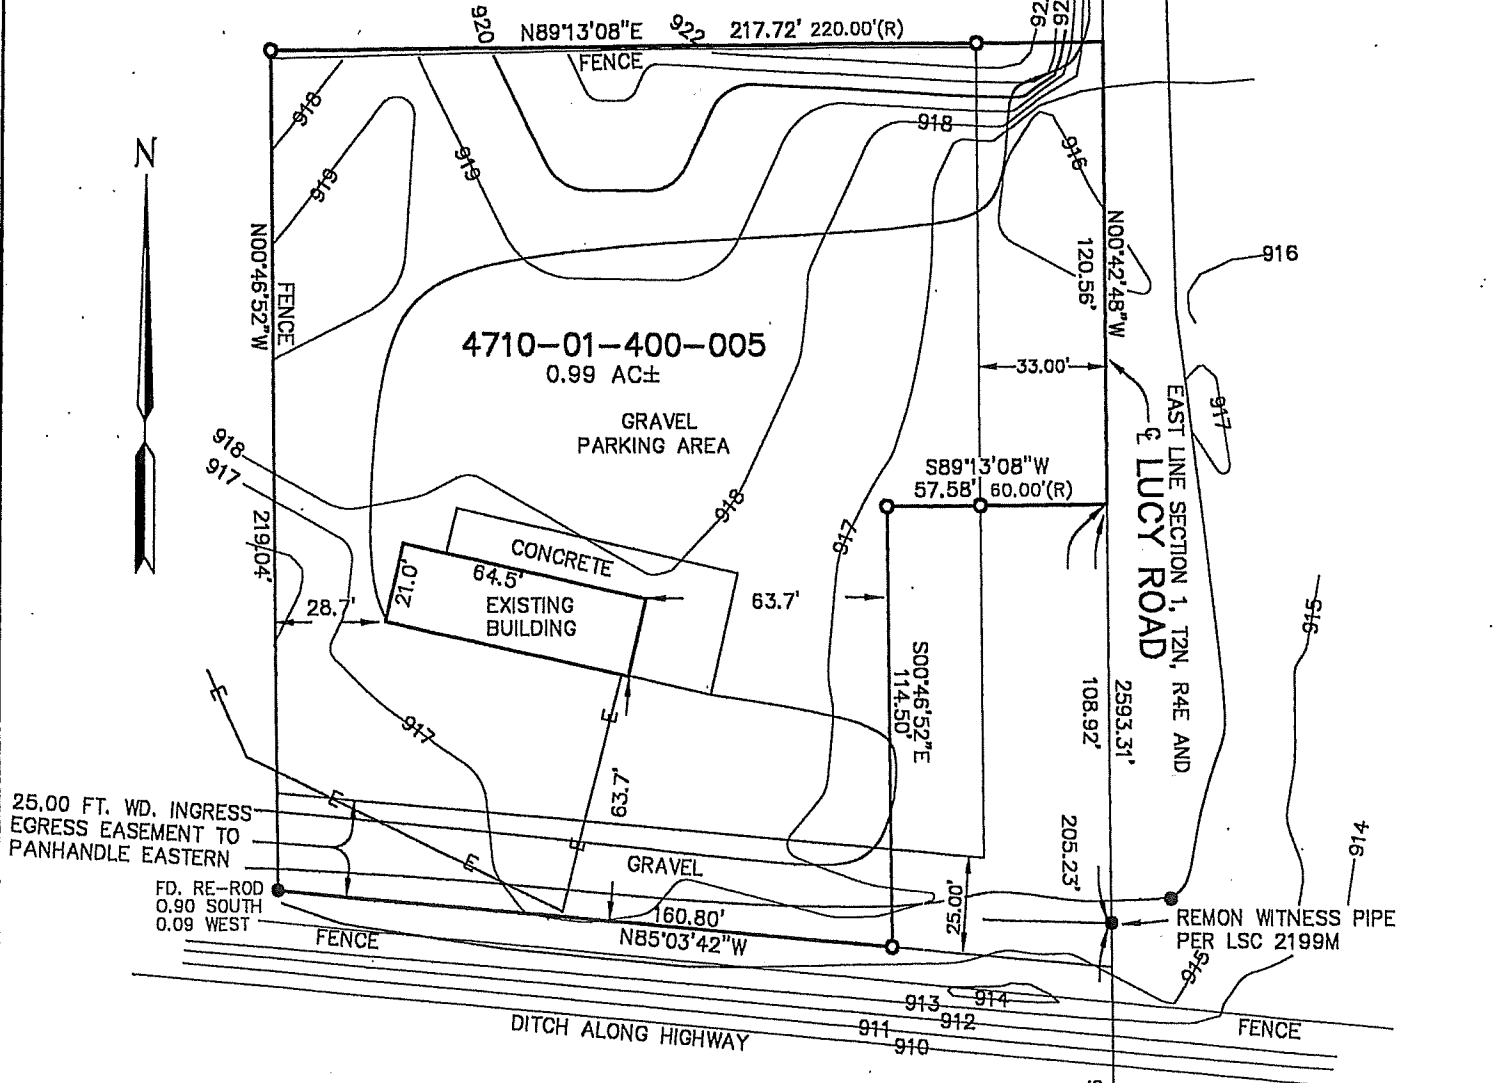 920
N89°13'08"E
922
217.72' 220.00'(R)
FENCE
918
919
919
918
916
N
N00°46'52"W
FENCE
219.04'
N00°42'48"W
120.56'
916
4710-01-400-005
0.99 AC±
33.00'
GRAVEL
PARKING AREA
917
EAST LINE SECTION 1, T2N, R4E AND
℄ LUCY ROAD
918
917
S89°13'08"W
57.58' 60.00'(R)
918
917
CONCRETE
64.5'
21.0'
EXISTING
BUILDING
28.7'
63.7'
915
S00°46'52"E
114.50'
2593.31'
108.92'
E
E
917
63.7'
25.00 FT. WD. INGRESS
EGRESS EASEMENT TO
PANHANDLE EASTERN
E
E
E
205.23'
914
GRAVEL
FD. RE-ROD
0.90 SOUTH
0.09 WEST
160.80'
N85°03'42"W
25.00'
REMON WITNESS PIPE
PER LSC 2199M
FENCE
915
914
913
912
911
910
DITCH ALONG HIGHWAY
FENCE